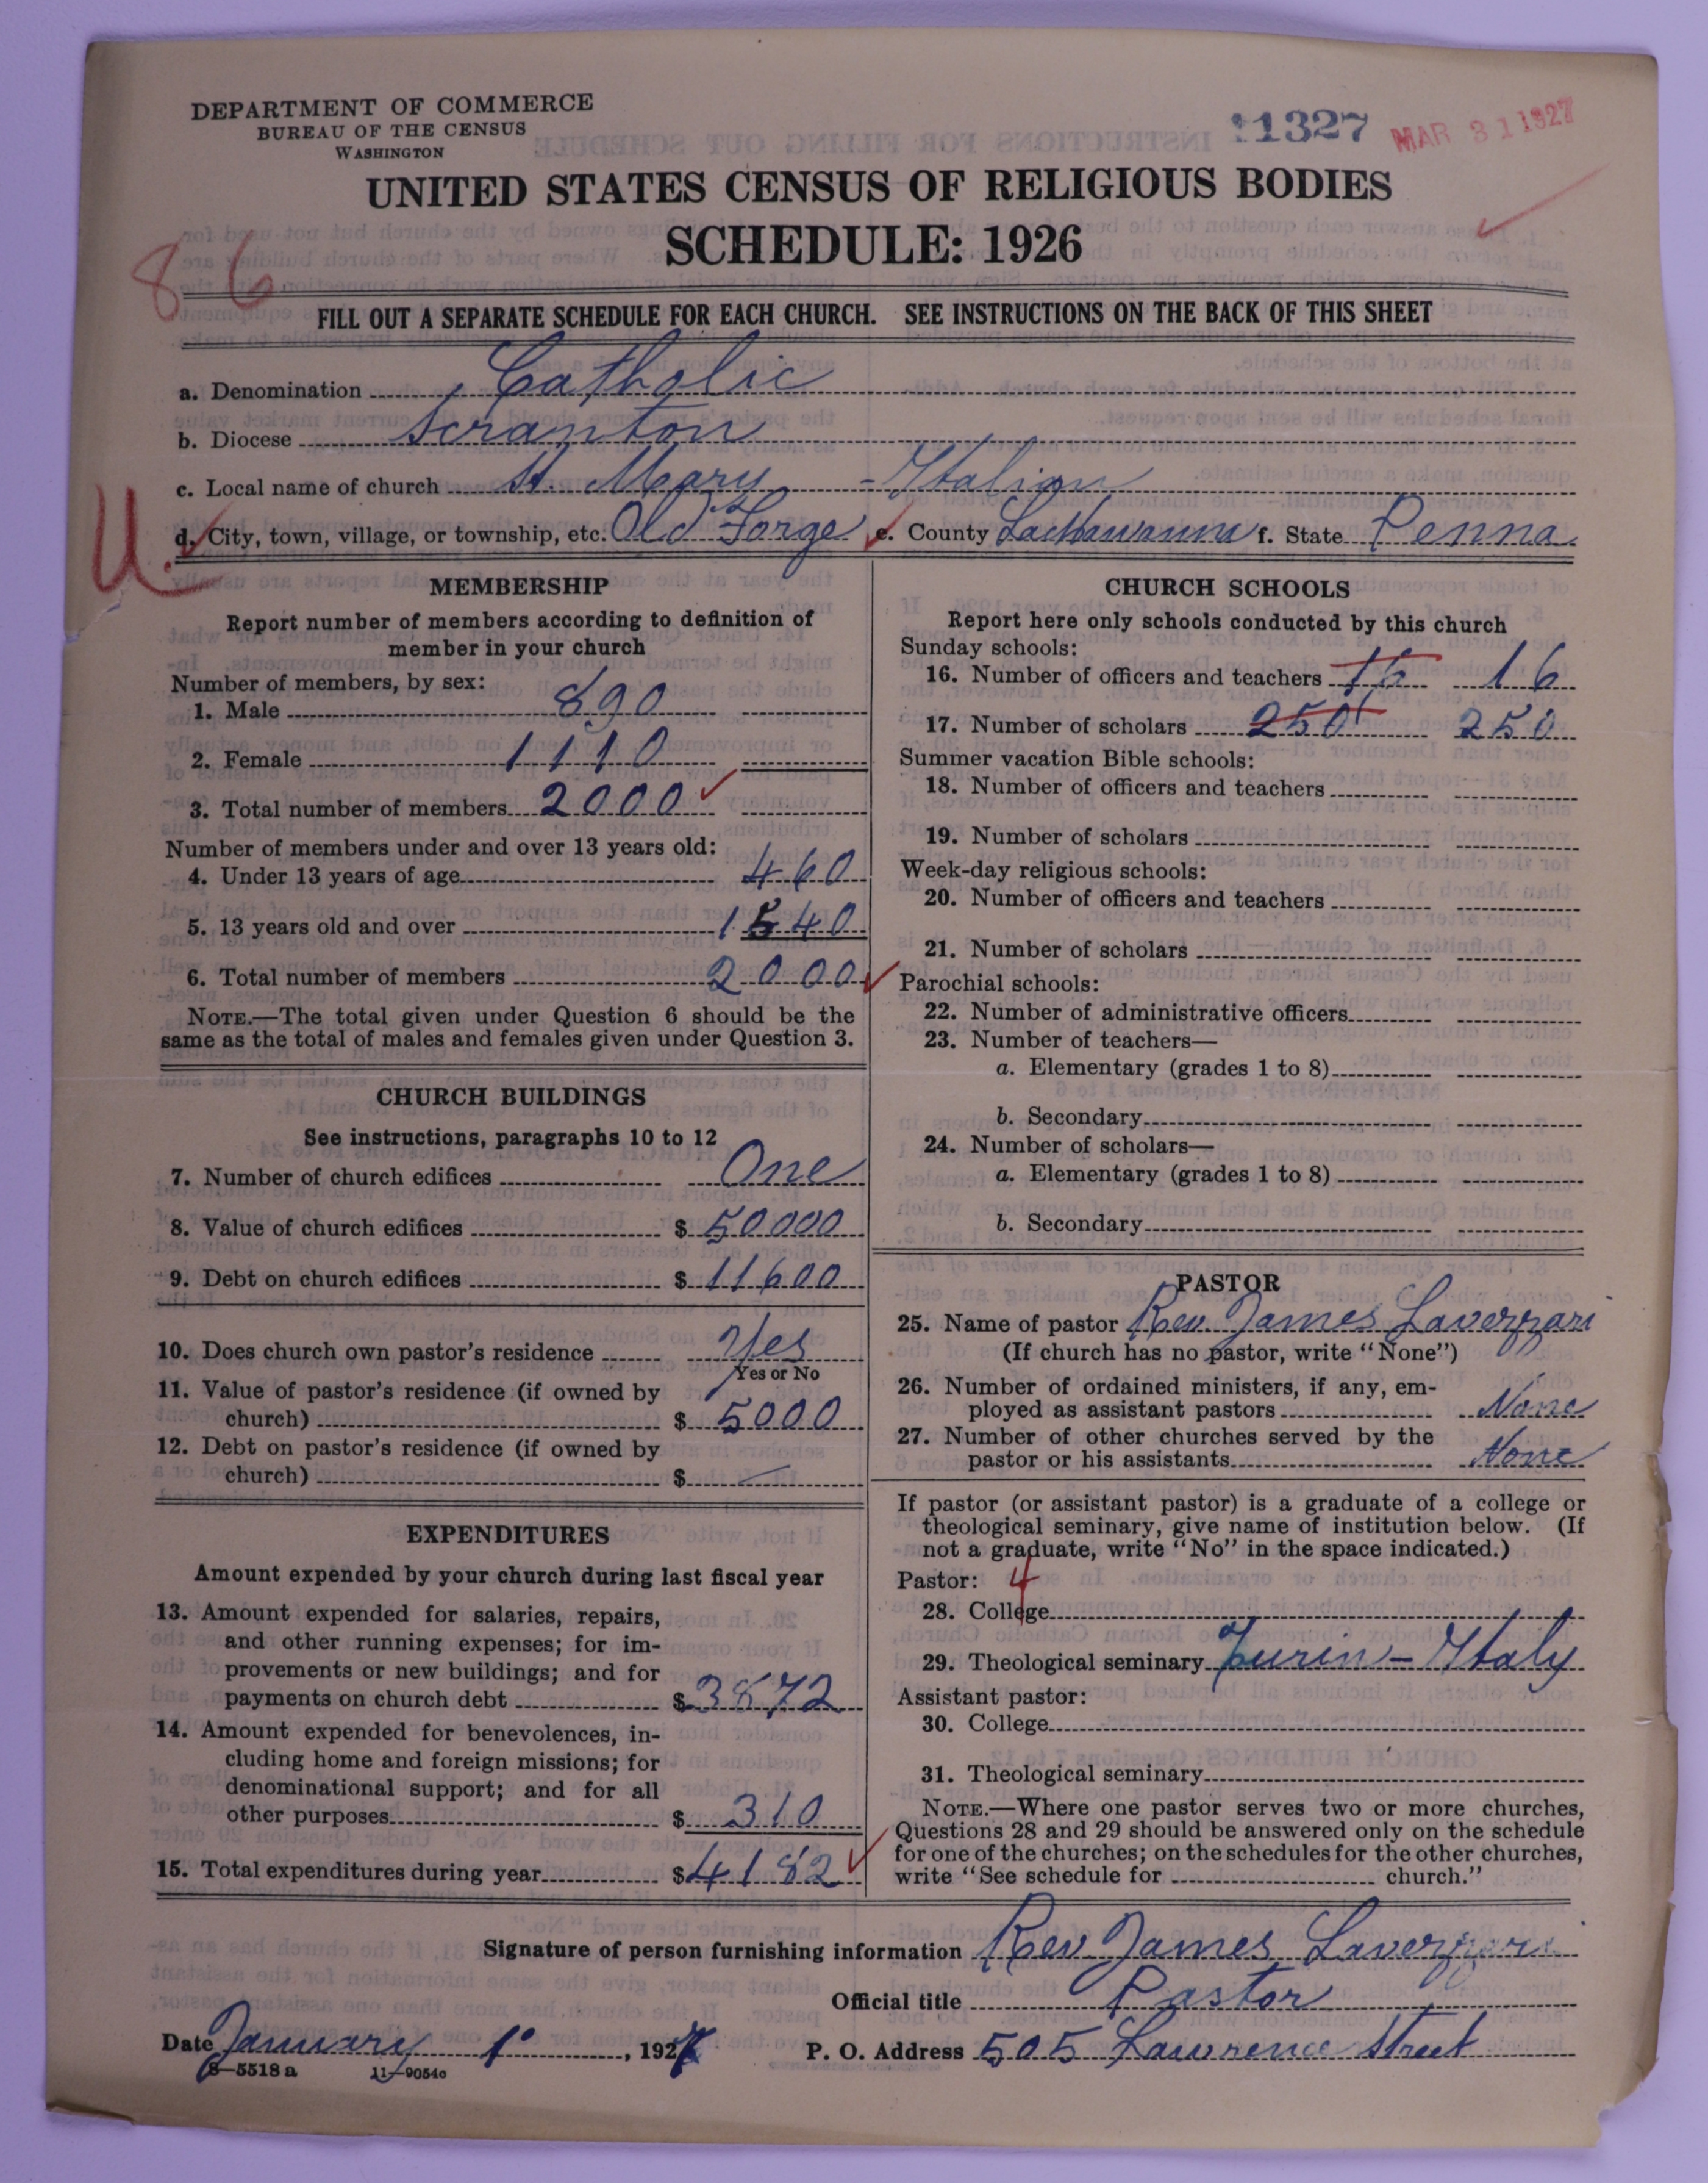 DEPARTMENT OF COMMERCE
BUREAU OF THE CENSUS
WASHINGTON
11327 MAR 31 1927
UNITED STATES CENSUS OF RELIGIOUS BODIES
SCHEDULE: 1926
86
FILL OUT A SEPARATE SCHEDULE FOR EACH CHURCH. SEE INSTRUCTIONS ON THE BACK OF THIS SHEET
a. Denomination Catholic
b. Diocese Scranton
c. Local name of church St. Mary - Italian
U.
d. City, town, village, or township, etc. Old Forge e. County Lackawanna f. State Penna
MEMBERSHIP
Report number of members according to definition of
member in your church
Number of members, by sex:
1. Male 890
2. Female 1110
3. Total number of members 2000
Number of members under and over 13 years old:
4. Under 13 years of age 460
5. 13 years old and over 1540
6. Total number of members 2000
NOTE.—The total given under Question 6 should be the
same as the total of males and females given under Question 3.
CHURCH BUILDINGS
See instructions, paragraphs 10 to 12
7. Number of church edifices One
8. Value of church edifices $ 50000
9. Debt on church edifices $ 11600
10. Does church own pastor's residence Yes
Yes or No
11. Value of pastor's residence (if owned by
church) $ 5000
12. Debt on pastor's residence (if owned by
church) $ —
EXPENDITURES
Amount expended by your church during last fiscal year
13. Amount expended for salaries, repairs,
and other running expenses; for im-
provements or new buildings; and for
payments on church debt $ 3872
14. Amount expended for benevolences, in-
cluding home and foreign missions; for
denominational support; and for all
other purposes $ 310
15. Total expenditures during year $ 4182
CHURCH SCHOOLS
Report here only schools conducted by this church
Sunday schools:
16. Number of officers and teachers 16 16
17. Number of scholars 250 250
Summer vacation Bible schools:
18. Number of officers and teachers
19. Number of scholars
Week-day religious schools:
20. Number of officers and teachers
21. Number of scholars
Parochial schools:
22. Number of administrative officers
23. Number of teachers—
a. Elementary (grades 1 to 8)
b. Secondary
24. Number of scholars—
a. Elementary (grades 1 to 8)
b. Secondary
PASTOR
25. Name of pastor Rev. James Laverzari
(If church has no pastor, write "None")
26. Number of ordained ministers, if any, em-
ployed as assistant pastors None
27. Number of other churches served by the
pastor or his assistants None
If pastor (or assistant pastor) is a graduate of a college or
theological seminary, give name of institution below. (If
not a graduate, write "No" in the space indicated.)
Pastor: 4
28. College
29. Theological seminary Turin - Italy
Assistant pastor:
30. College
31. Theological seminary
NOTE.—Where one pastor serves two or more churches,
Questions 28 and 29 should be answered only on the schedule
for one of the churches; on the schedules for the other churches,
write "See schedule for church."
Signature of person furnishing information Rev James Laverzari
Official title Pastor
Date January 1°, 1927 P. O. Address 505 Lawrence Street
8—5518 a 11—9054o